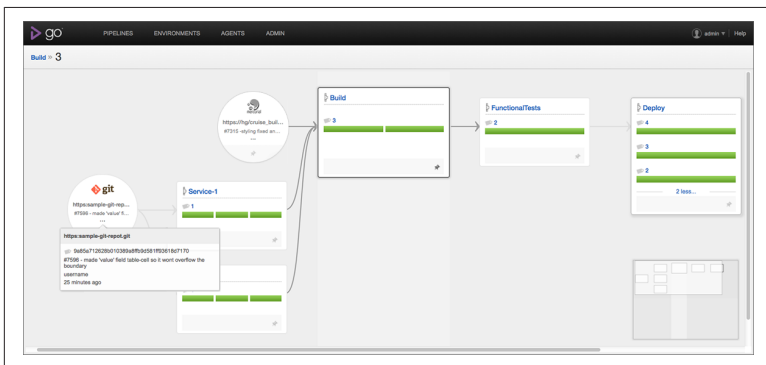 go
PIPELINES ENVIRONMENTS AGENTS ADMIN
admin Help
Build » 3
mercurial
https://hg/cruise_buil...
#7315 -styling fixed an...
...
Build
3
FunctionalTests
2
Deploy
4
3
2
2 less...
git
https:sample-git-rep...
#7596 - made 'value' fi...
...
Service-1
1
https:sample-git-repot.git
9e65a712628b010389e8ffb9d581ff93618d7170
#7596 - made 'value' field table-cell so it wont overflow the
boundary
username
25 minutes ago